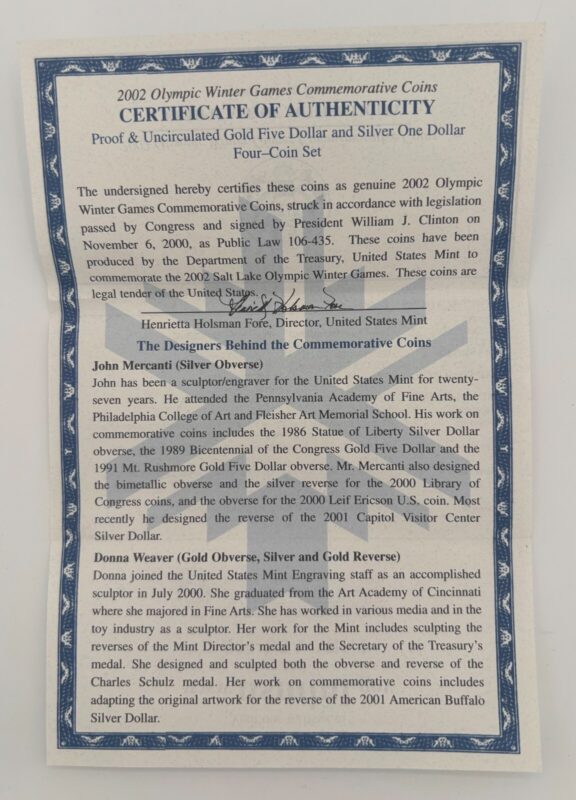 2002 Olympic Winter Games Commemorative Coins
CERTIFICATE OF AUTHENTICITY
Proof & Uncirculated Gold Five Dollar and Silver One Dollar
Four–Coin Set
The undersigned hereby certifies these coins as genuine 2002 Olympic
Winter Games Commemorative Coins, struck in accordance with legislation
passed by Congress and signed by President William J. Clinton on
November 6, 2000, as Public Law 106-435. These coins have been
produced by the Department of the Treasury, United States Mint to
commemorate the 2002 Salt Lake Olympic Winter Games. These coins are
legal tender of the United States.
Henrietta Holsman Fore, Director, United States Mint
The Designers Behind the Commemorative Coins
John Mercanti (Silver Obverse)
John has been a sculptor/engraver for the United States Mint for twenty-
seven years. He attended the Pennsylvania Academy of Fine Arts, the
Philadelphia College of Art and Fleisher Art Memorial School. His work on
commemorative coins includes the 1986 Statue of Liberty Silver Dollar
obverse, the 1989 Bicentennial of the Congress Gold Five Dollar and the
1991 Mt. Rushmore Gold Five Dollar obverse. Mr. Mercanti also designed
the bimetallic obverse and the silver reverse for the 2000 Library of
Congress coins, and the obverse for the 2000 Leif Ericson U.S. coin. Most
recently he designed the reverse of the 2001 Capitol Visitor Center
Silver Dollar.
Donna Weaver (Gold Obverse, Silver and Gold Reverse)
Donna joined the United States Mint Engraving staff as an accomplished
sculptor in July 2000. She graduated from the Art Academy of Cincinnati
where she majored in Fine Arts. She has worked in various media and in the
toy industry as a sculptor. Her work for the Mint includes sculpting the
reverses of the Mint Director's medal and the Secretary of the Treasury's
medal. She designed and sculpted both the obverse and reverse of the
Charles Schulz medal. Her work on commemorative coins includes
adapting the original artwork for the reverse of the 2001 American Buffalo
Silver Dollar.